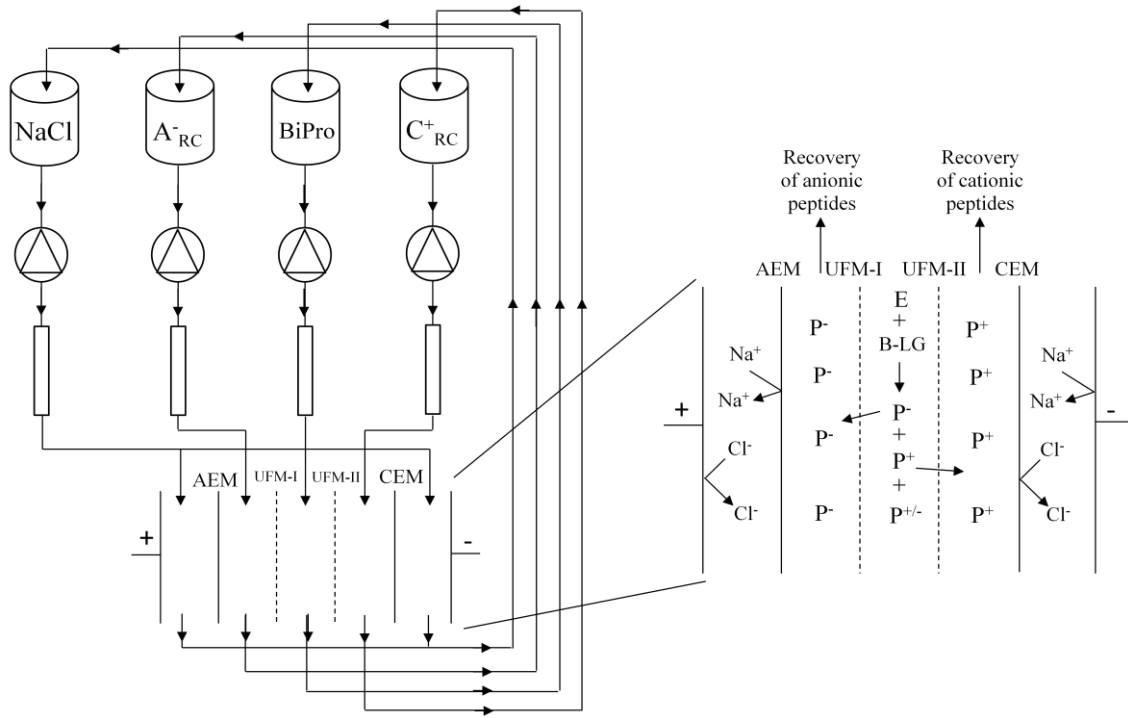 NaCl
A⁻RC
BiPro
C⁺RC
AEM
UFM-I
UFM-II
CEM
+
-
Recovery
of anionic
peptides
Recovery
of cationic
peptides
AEM
UFM-I
UFM-II
CEM
E
+
B-LG
P⁻
+
P⁺
+
P⁺/⁻
P⁻
P⁻
P⁻
P⁻
P⁺
P⁺
P⁺
P⁺
Na⁺
Na⁺
Cl⁻
Cl⁻
Na⁺
Na⁺
Cl⁻
Cl⁻
+
-